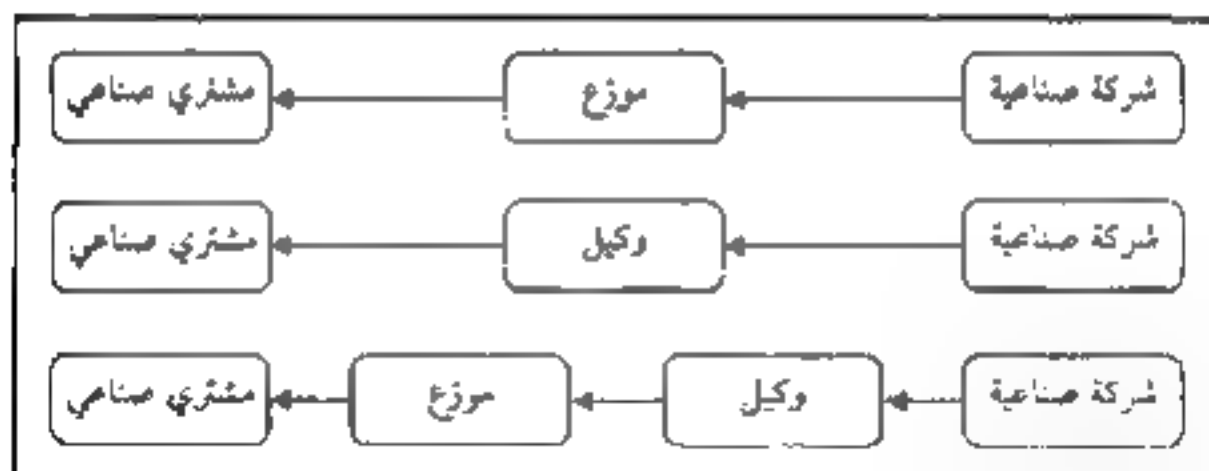 شركة صناعية موزع مشتري صناعي
شركة صناعية وكيل مشتري صناعي
شركة صناعية وكيل موزع مشتري صناعي